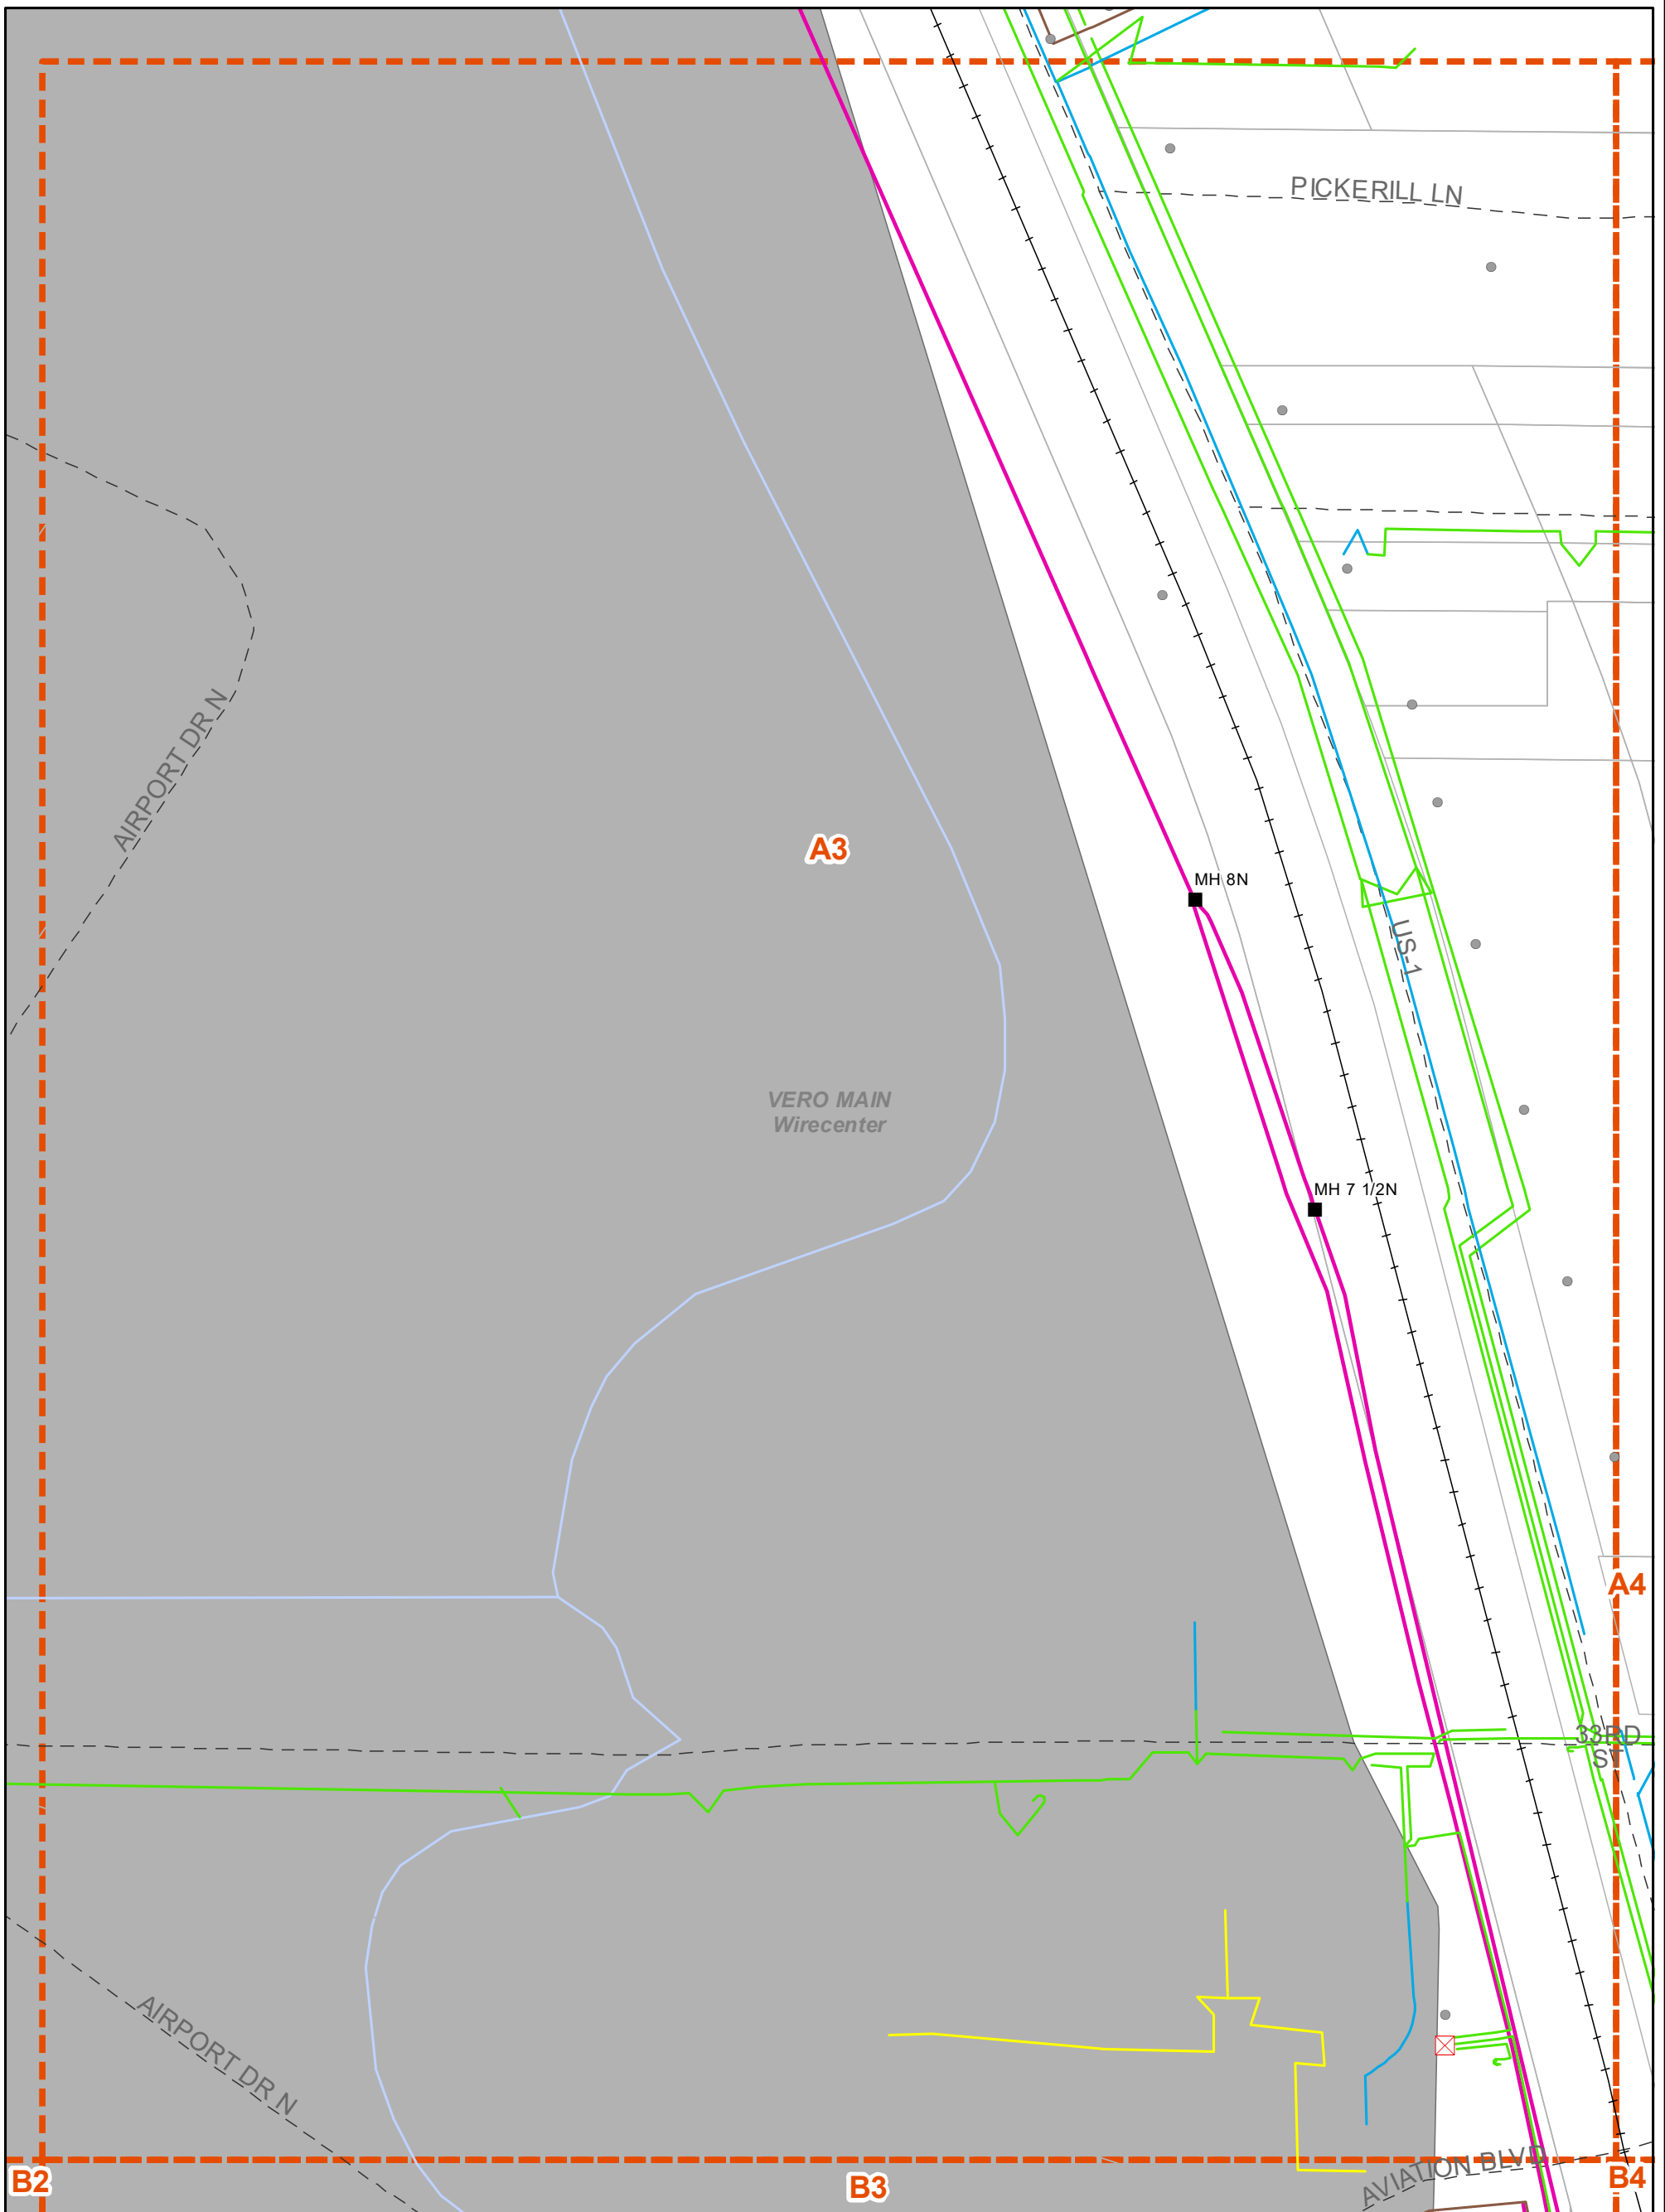 PICKERILL LN
AIRPORT DR N
A3
MH 8N
US-1
VERO MAIN
Wirecenter
MH 7 1/2N
A4
33RD
ST
AIRPORT DR N
AVIATION BLVD
B2
B3
B4